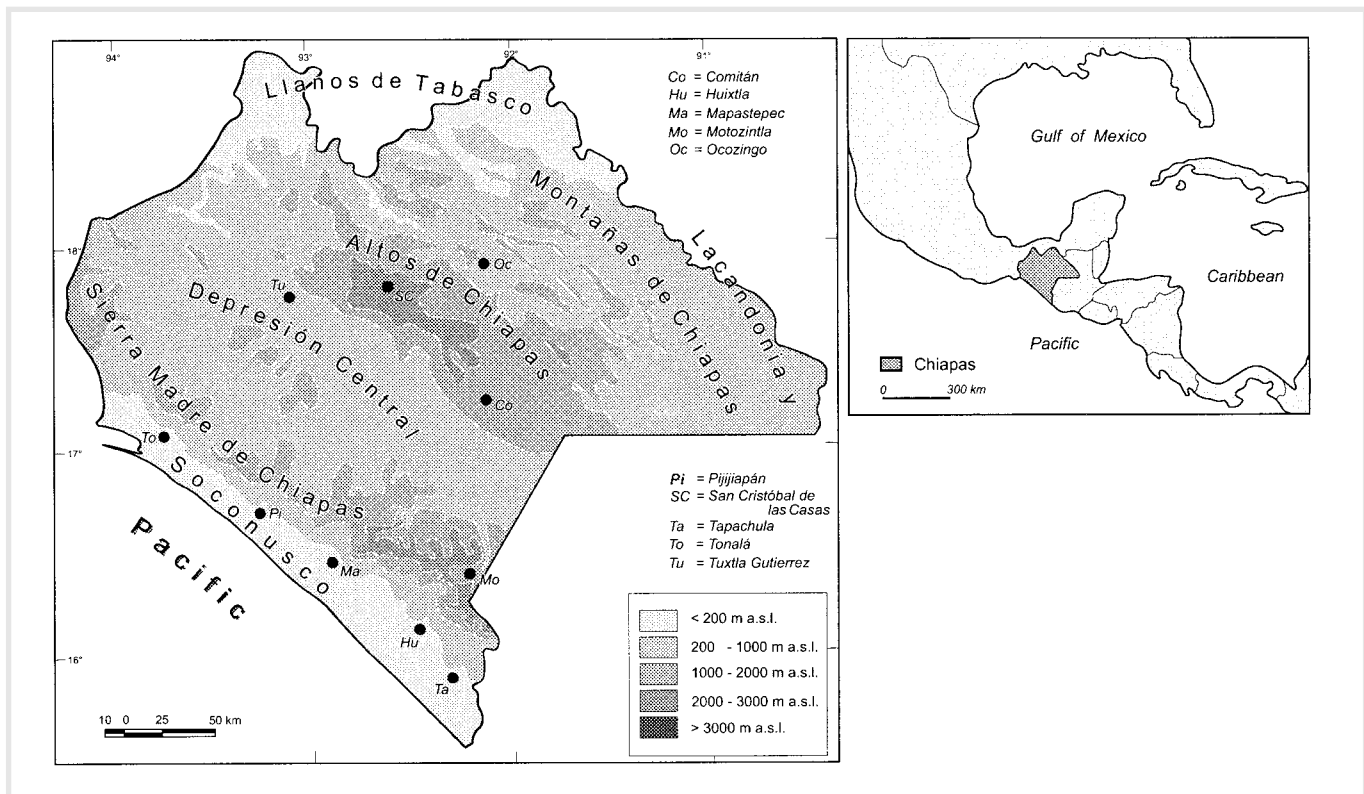 94°
93°
92°
91°
Llanos de Tabasco
Co = Comitán
Hu = Huixtla
Ma = Mapastepec
Mo = Motozintla
Oc = Ocozingo
Montañas de Chiapas
Lacandonia y
Altos de Chiapas
18°
Oc
Tu
SC
Depresión Central
Sierra Madre de Chiapas
Co
17°
To
Soconusco
Pi
Pacific
Ma
Mo
Hu
16°
Ta
Pi = Pijijiapán
SC = San Cristóbal de
las Casas
Ta = Tapachula
To = Tonalá
Tu = Tuxtla Gutierrez
< 200 m a.s.l.
200 - 1000 m a.s.l.
1000 - 2000 m a.s.l.
2000 - 3000 m a.s.l.
> 3000 m a.s.l.
10 0 25 50 km
93°
92°
Gulf of Mexico
Caribbean
Pacific
Chiapas
0 300 km